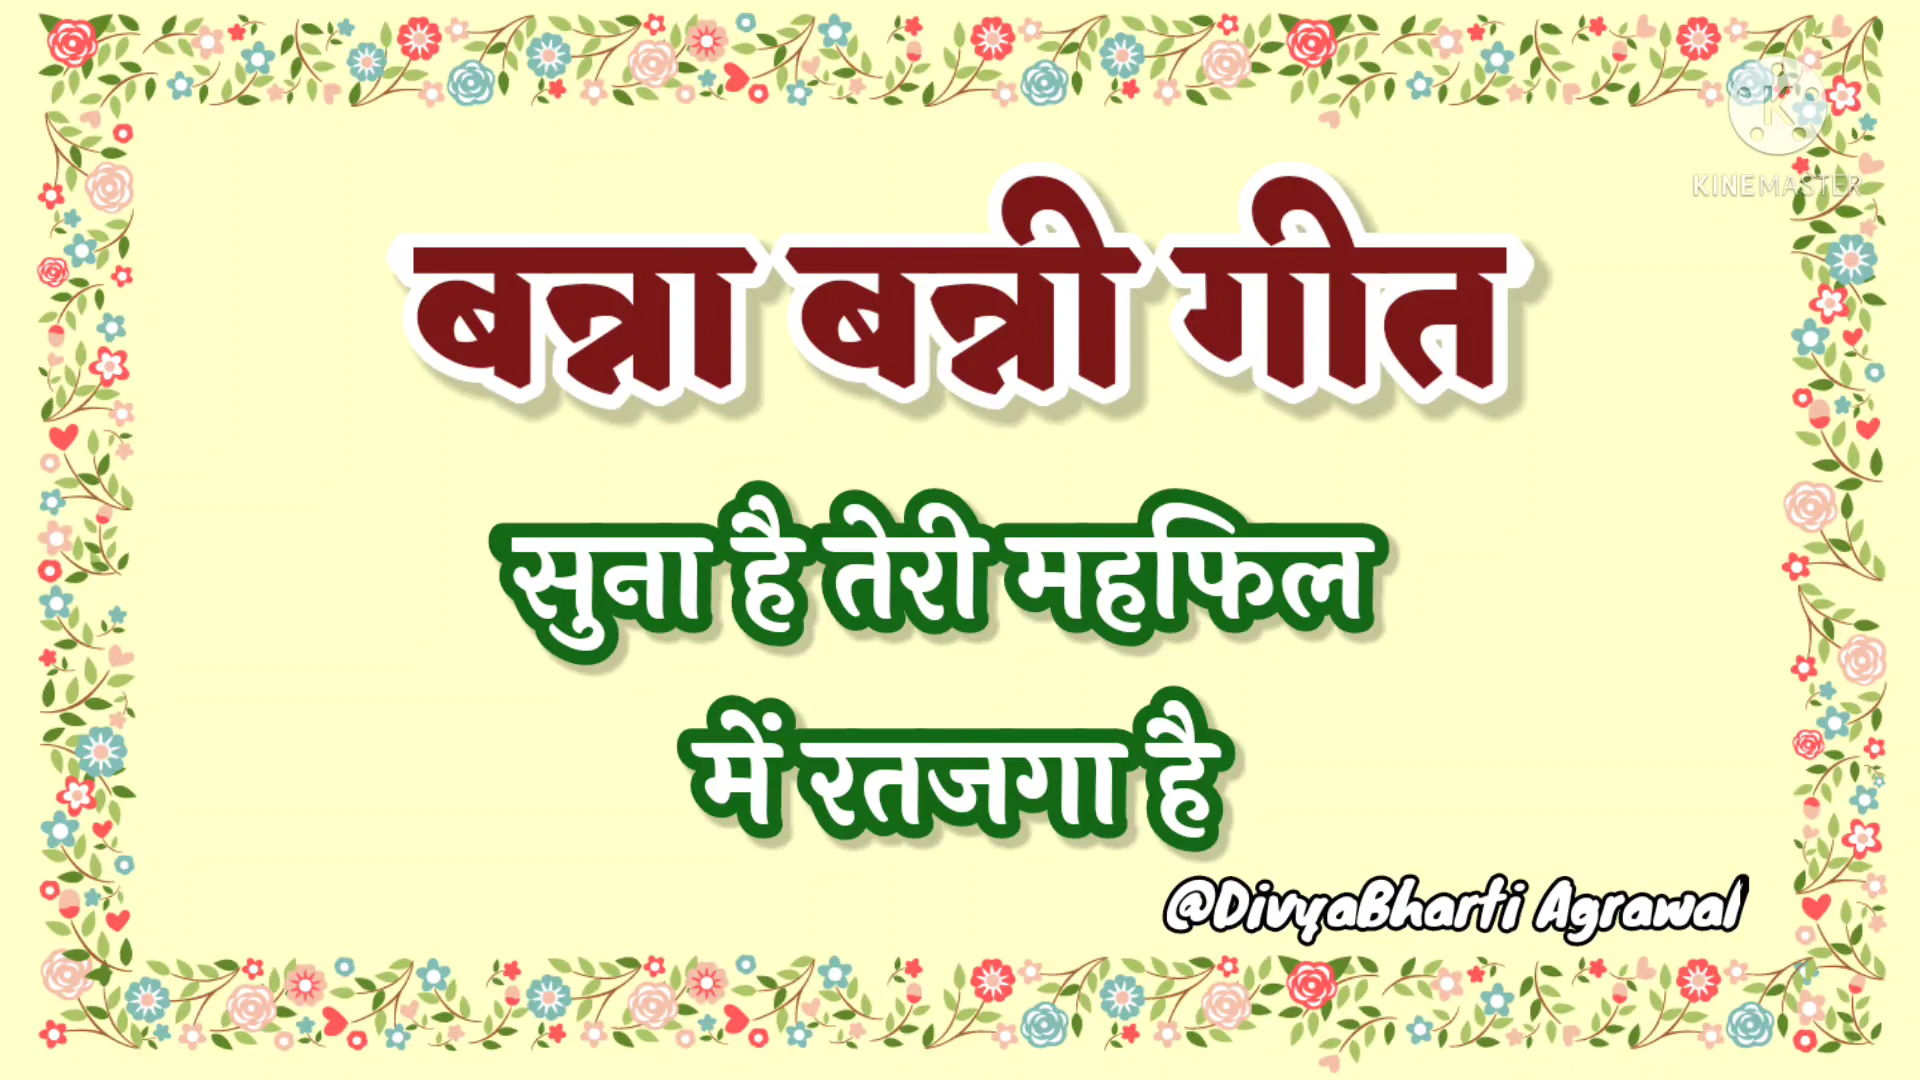 KINEMASTER
बन्ना बन्नी गीत
सुना है तेरी महफिल
में रतजगा है
@DivyaBharti Agrawal